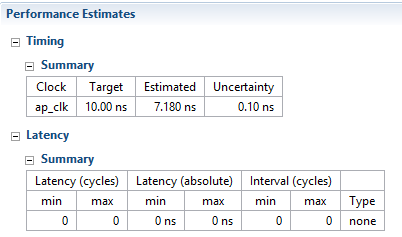 Performance Estimates
Timing
Summary
Clock Target Estimated Uncertainty
ap_clk 10.00 ns 7.180 ns 0.10 ns
Latency
Summary
Latency (cycles) Latency (absolute) Interval (cycles)
min max min max min max Type
0 0 0 ns 0 ns 0 0 none